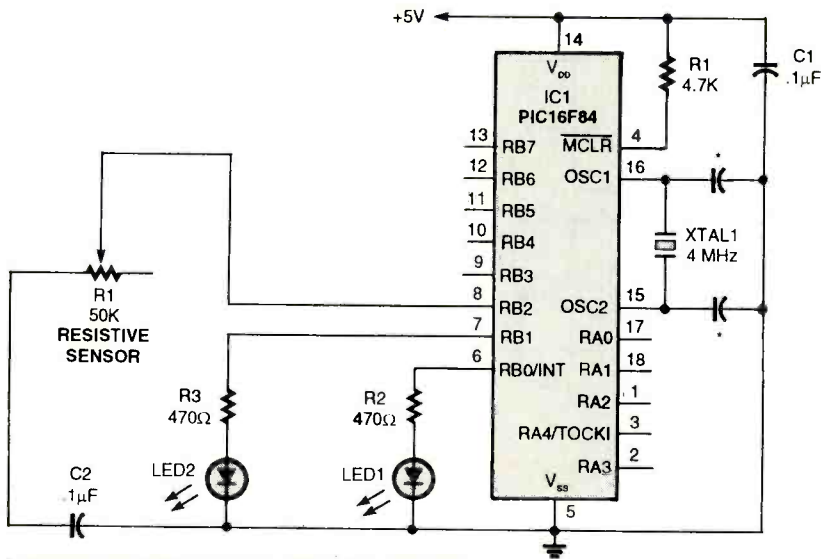 +5V
14
V_DD
IC1
PIC16F84
R1
4.7K
C1
.1µF
13
RB7
MCLR
4
12
RB6
OSC1
16
*
11
RB5
10
RB4
XTAL1
4 MHz
9
RB3
8
RB2
OSC2
15
*
R1
50K
RESISTIVE
SENSOR
7
RB1
RA0
17
6
RB0/INT
RA1
18
R3
470Ω
R2
470Ω
RA2
1
RA4/TOCKI
3
RA3
2
LED2
LED1
C2
.1µF
V_SS
5